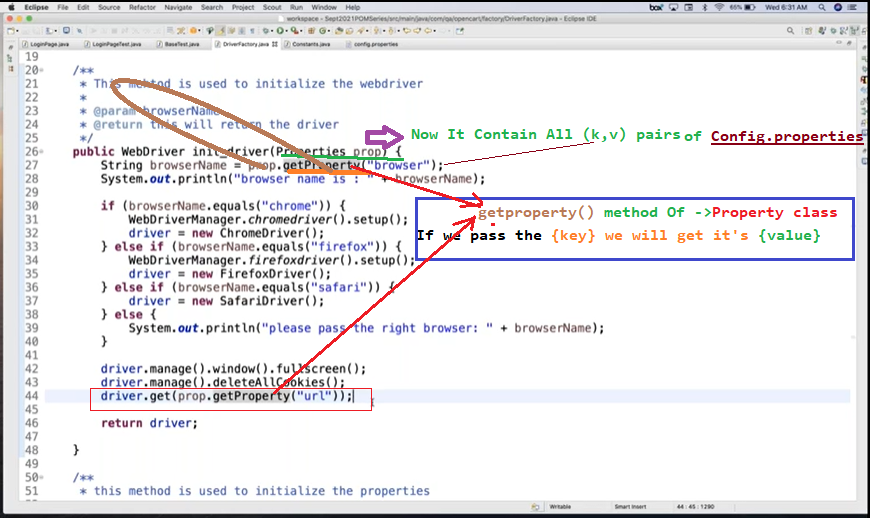 Eclipse File Edit Source Refactor Navigate Search Project Scout Run Window Help box 65% Wed 6:31 AM
workspace - Sept2021POMSeries/src/main/java/com/qa/opencart/factory/DriverFactory.java - Eclipse IDE
LoginPage.java LoginPageTest.java BaseTest.java DriverFactory.java Constants.java config.properties
19
20 /**
21 * This mehtod is used to initialize the webdriver
22 *
23 * @param browserName
24 * @return this will return the driver
25 */
Now It Contain All (k,v) pairs of Config.properties
26 public WebDriver init_driver(Properties prop) {
27 String browserName = prop.getProperty("browser");
28 System.out.println("browser name is : " + browserName);
29
30 if (browserName.equals("chrome")) {
getproperty() method Of ->Property class
31 WebDriverManager.chromedriver().setup();
32 driver = new ChromeDriver();
If we pass the {key} we will get it's {value}
33 } else if (browserName.equals("firefox")) {
34 WebDriverManager.firefoxdriver().setup();
35 driver = new FirefoxDriver();
36 } else if (browserName.equals("safari")) {
37 driver = new SafariDriver();
38 } else {
39 System.out.println("please pass the right browser: " + browserName);
40 }
41
42 driver.manage().window().fullscreen();
43 driver.manage().deleteAllCookies();
44 driver.get(prop.getProperty("url"));
45
46 return driver;
47
48 }
49
50 /**
51 * this method is used to initialize the properties
Writable Smart Insert 44 : 45 : 1290